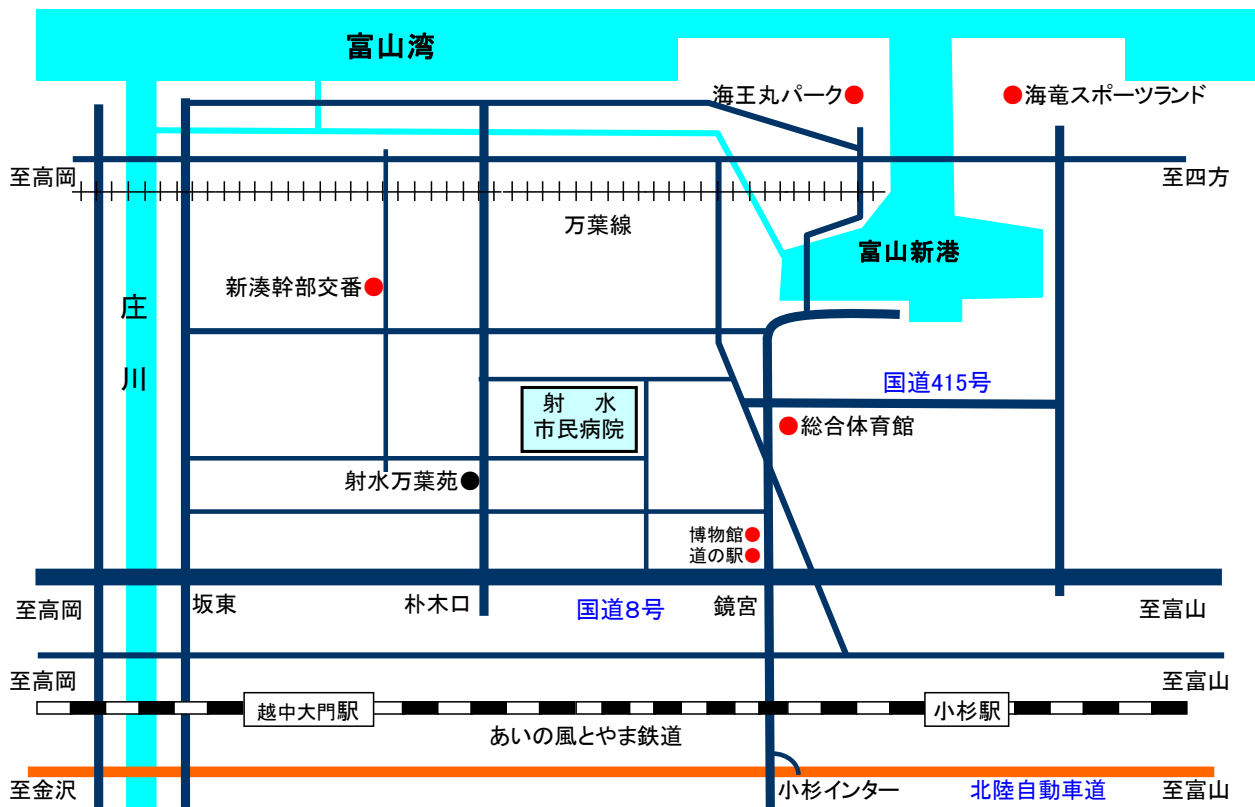 富山湾
海王丸パーク
海竜スポーツランド
至高岡
至四方
万葉線
富山新港
新湊幹部交番
庄
川
国道415号
射　水
市民病院
総合体育館
射水万葉苑
博物館
道の駅
至高岡
坂東
朴木口
国道8号
鏡宮
至富山
至高岡
至富山
越中大門駅
小杉駅
あいの風とやま鉄道
至金沢
小杉インター
北陸自動車道
至富山